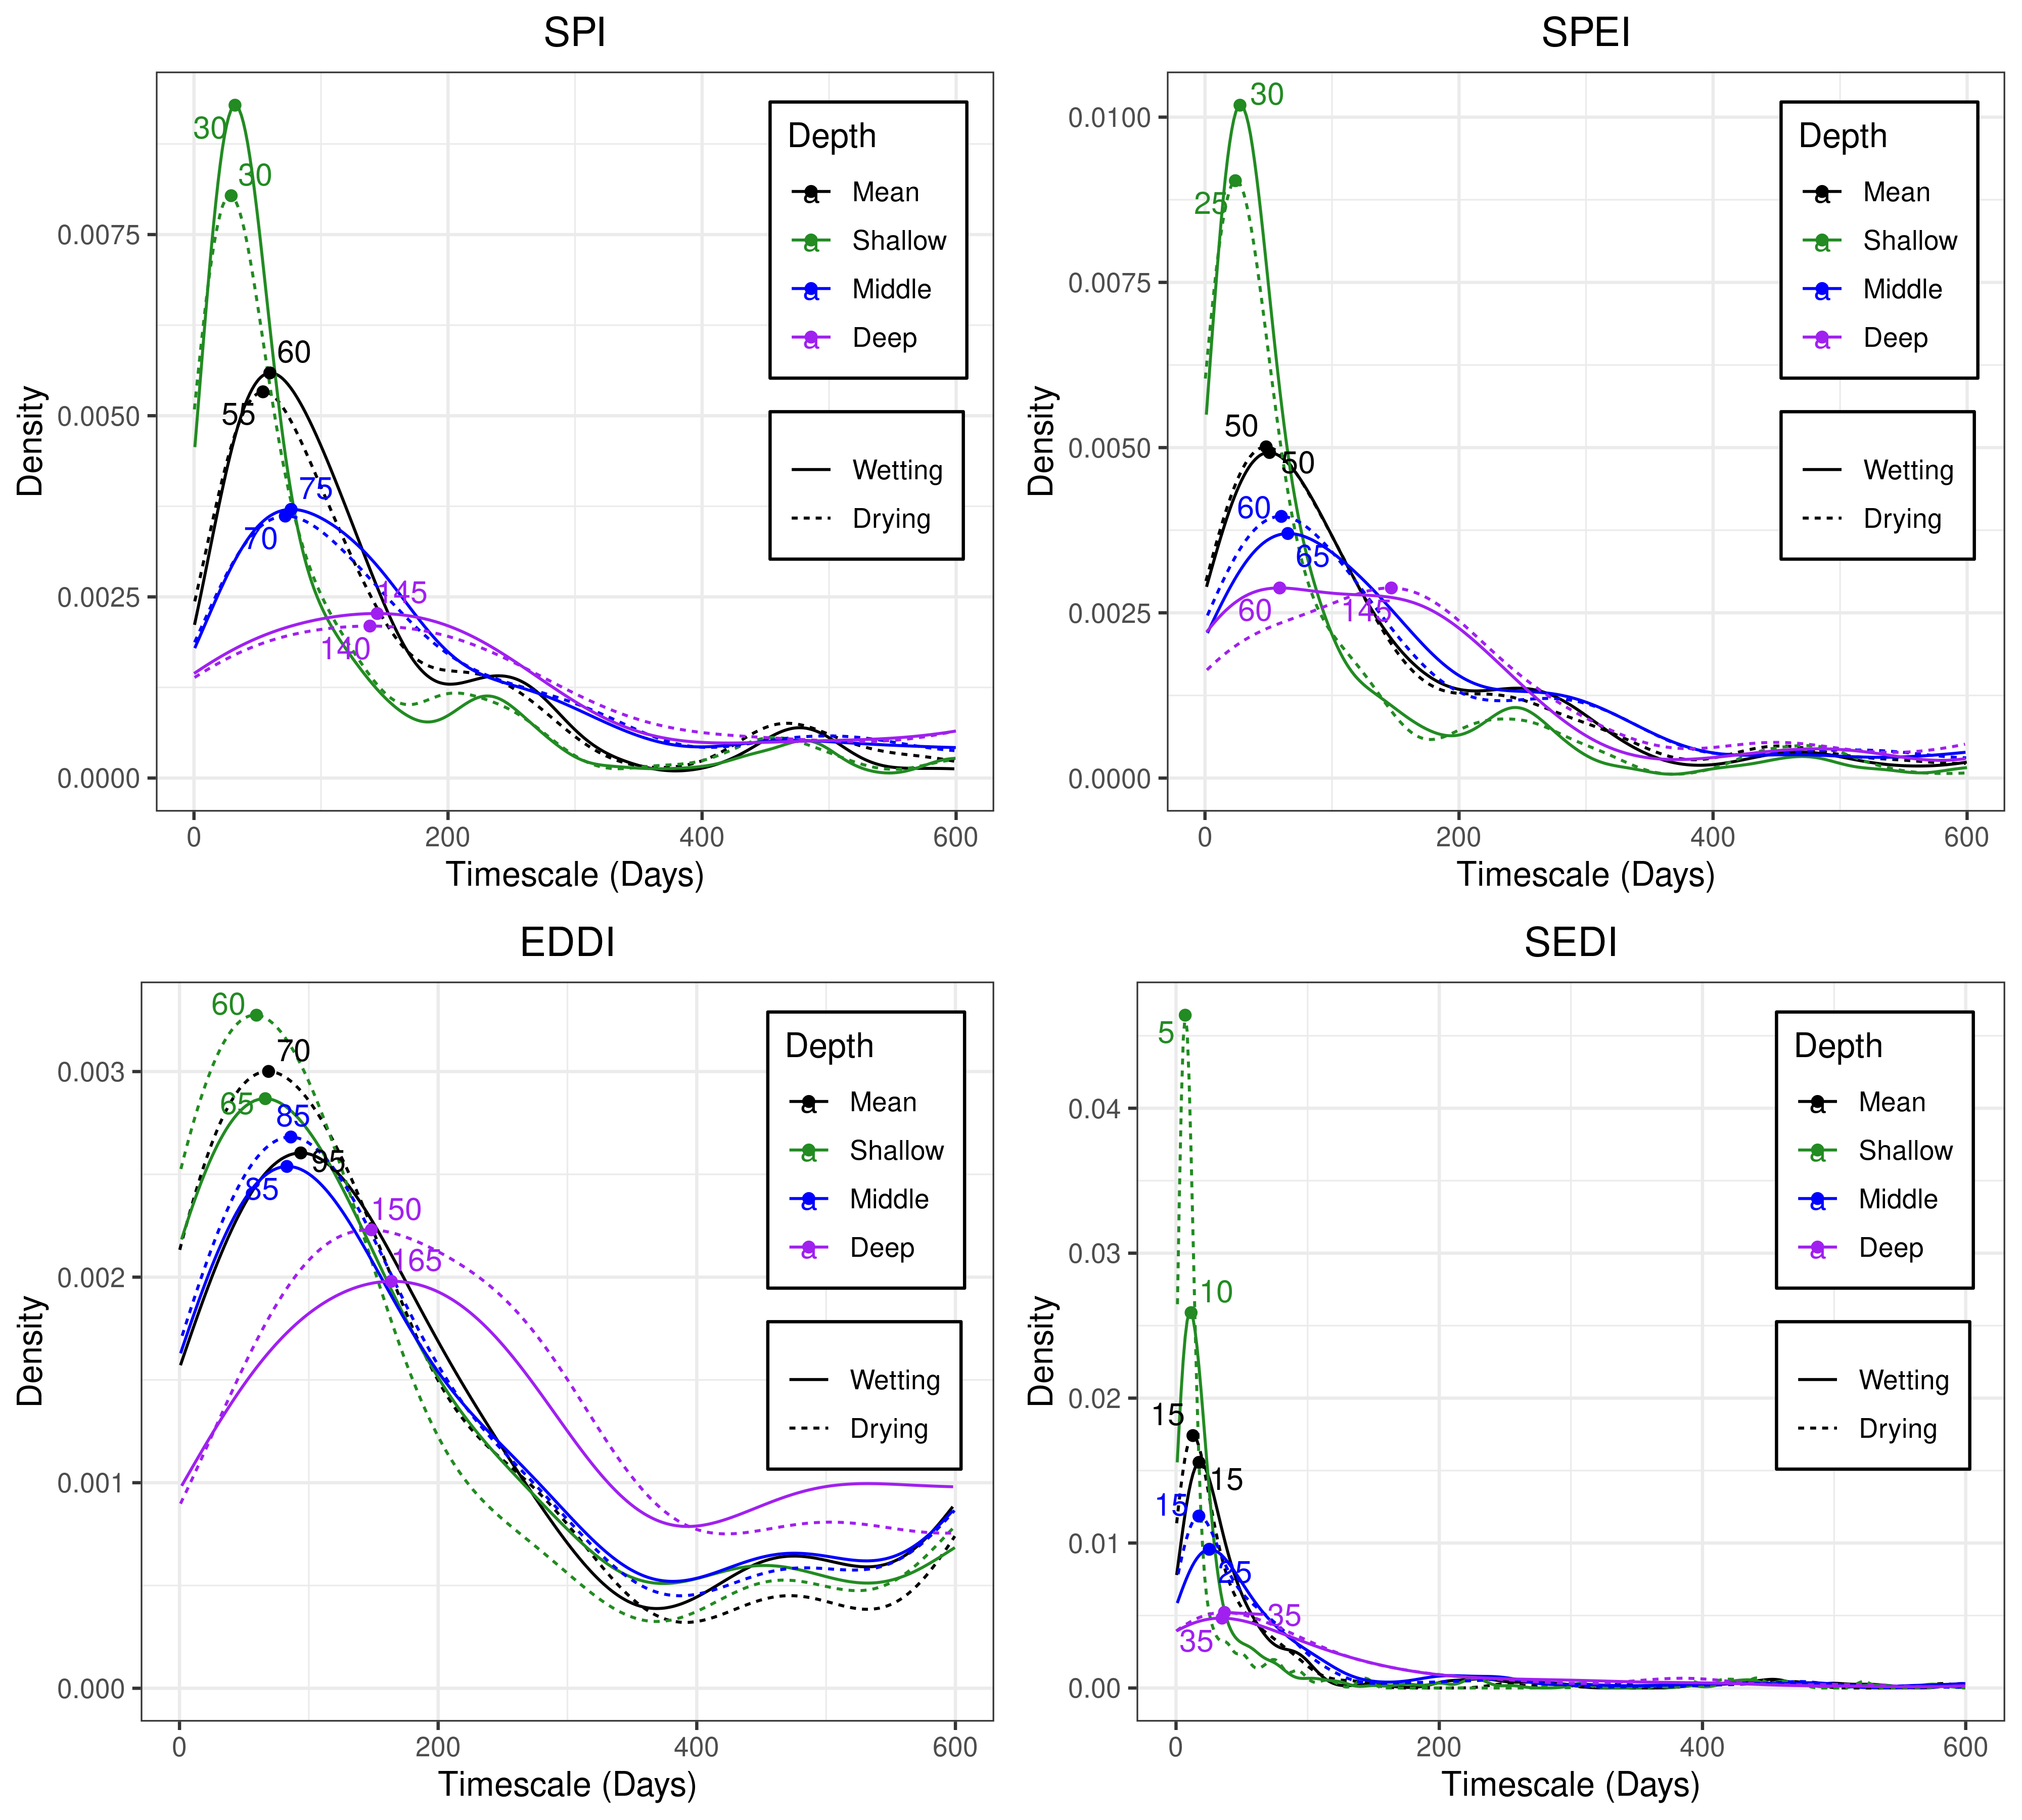 SPI
30
30
60
55
75
70
145
140
Depth
a Mean
a Shallow
a Middle
a Deep
Wetting
Drying
0.0075
0.0050
0.0025
0.0000
Density
0 200 400 600
Timescale (Days)
SPEI
30
25
50
50
60
65
60
145
Depth
a Mean
a Shallow
a Middle
a Deep
Wetting
Drying
0.0100
0.0075
0.0050
0.0025
0.0000
Density
0 200 400 600
Timescale (Days)
EDDI
60
70
65
85
95
85
150
165
Depth
a Mean
a Shallow
a Middle
a Deep
Wetting
Drying
0.003
0.002
0.001
0.000
Density
0 200 400 600
Timescale (Days)
SEDI
5
10
15
15
15
25
35
35
Depth
a Mean
a Shallow
a Middle
a Deep
Wetting
Drying
0.04
0.03
0.02
0.01
0.00
Density
0 200 400 600
Timescale (Days)